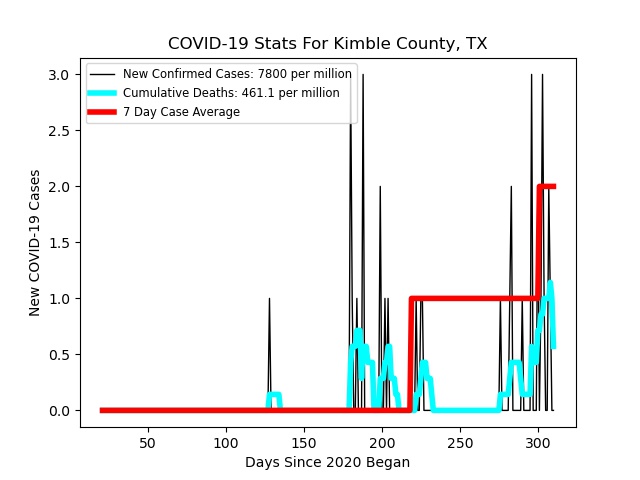 COVID-19 Stats For Kimble County, TX
New Confirmed Cases: 7800 per million
Cumulative Deaths: 461.1 per million
7 Day Case Average
3.0
2.5
2.0
1.5
1.0
0.5
0.0
New COVID-19 Cases
50 100 150 200 250 300
Days Since 2020 Began